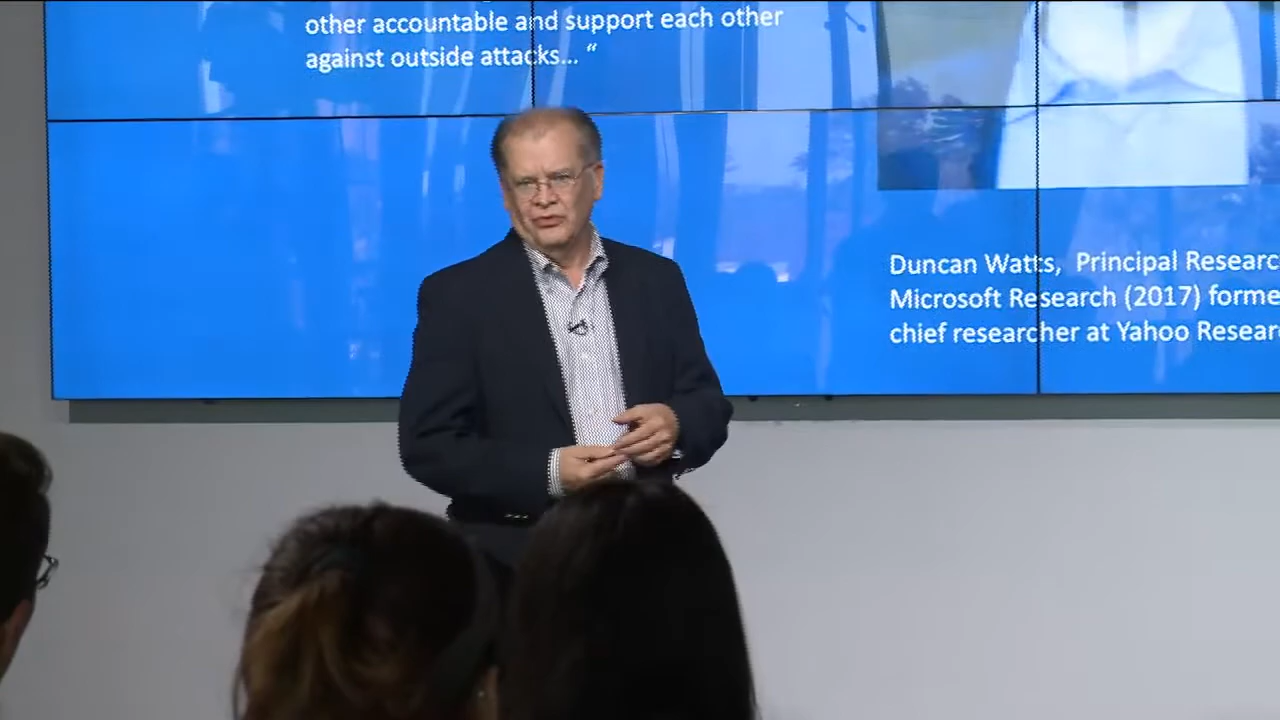 other accountable and support each other
against outside attacks... “
Duncan Watts, Principal Researc
Microsoft Research (2017) forme
chief researcher at Yahoo Resear